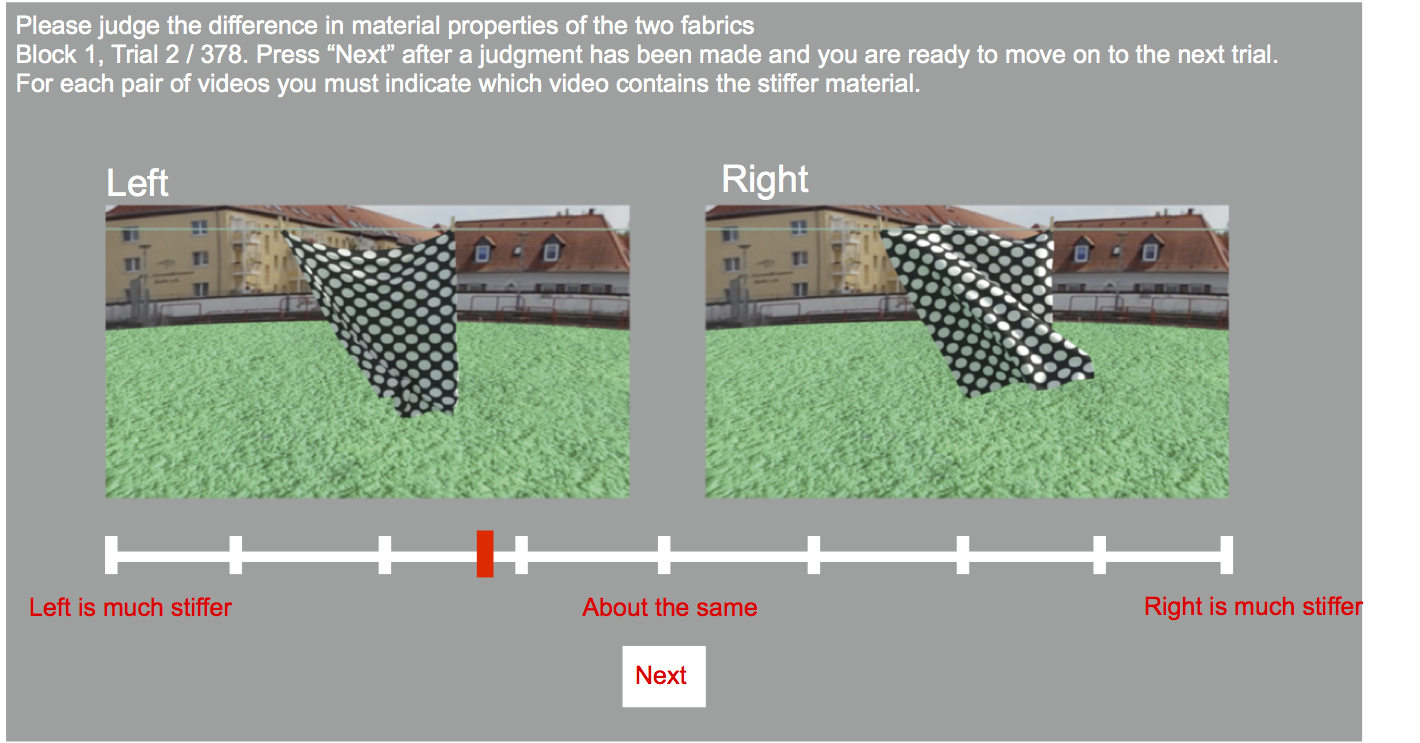 Please judge the difference in material properties of the two fabrics
Block 1, Trial 2 / 378. Press “Next” after a judgment has been made and you are ready to move on to the next trial.
For each pair of videos you must indicate which video contains the stiffer material.
Left
Right
Left is much stiffer
About the same
Right is much stiffer
Next